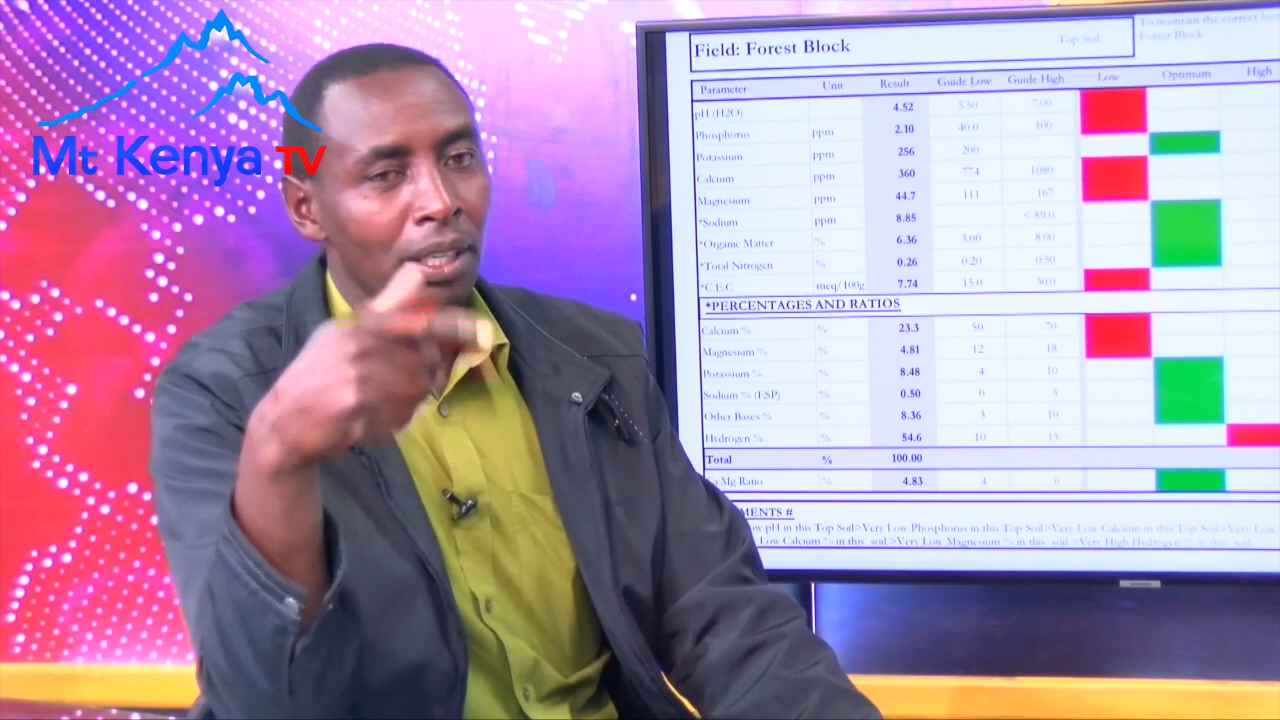 Mt Kenya TV
Field: Forest Block
Top Soil
To maintain the correct
Forest Block
Parameter Unit Result Guide Low Guide High Low Optimum High
pH (H2O) 4.52 5.50 7.00
Phosphorus ppm 2.10 40.0 100
Potassium ppm 256 200
Calcium ppm 360 774 1080
Magnesium ppm 44.7 111 167
*Sodium ppm 8.85 < 89.0
*Organic Matter % 6.36 3.00 8.00
*Total Nitrogen % 0.26 0.20 0.50
*C.E.C meq/100g 7.74 15.0 30.0
*PERCENTAGES AND RATIOS
Calcium % % 23.3 50 70
Magnesium % % 4.81 12 18
Potassium % % 8.48 4 10
Sodium % (ESP) % 0.50 0 5
Other Bases % % 8.36 3 10
Hydrogen % % 54.6 10 15
Total % 100.00
a:Mg Ratio % 4.83 4 6
MENTS #
ow pH in this Top Soil>Very Low Phosphorus in this Top Soil>Very Low Calcium in this Top Soil>Very Low
Low Calcium % in this soil.>Very Low Magnesium % in this soil.>Very High Hydrogen % in this soil.